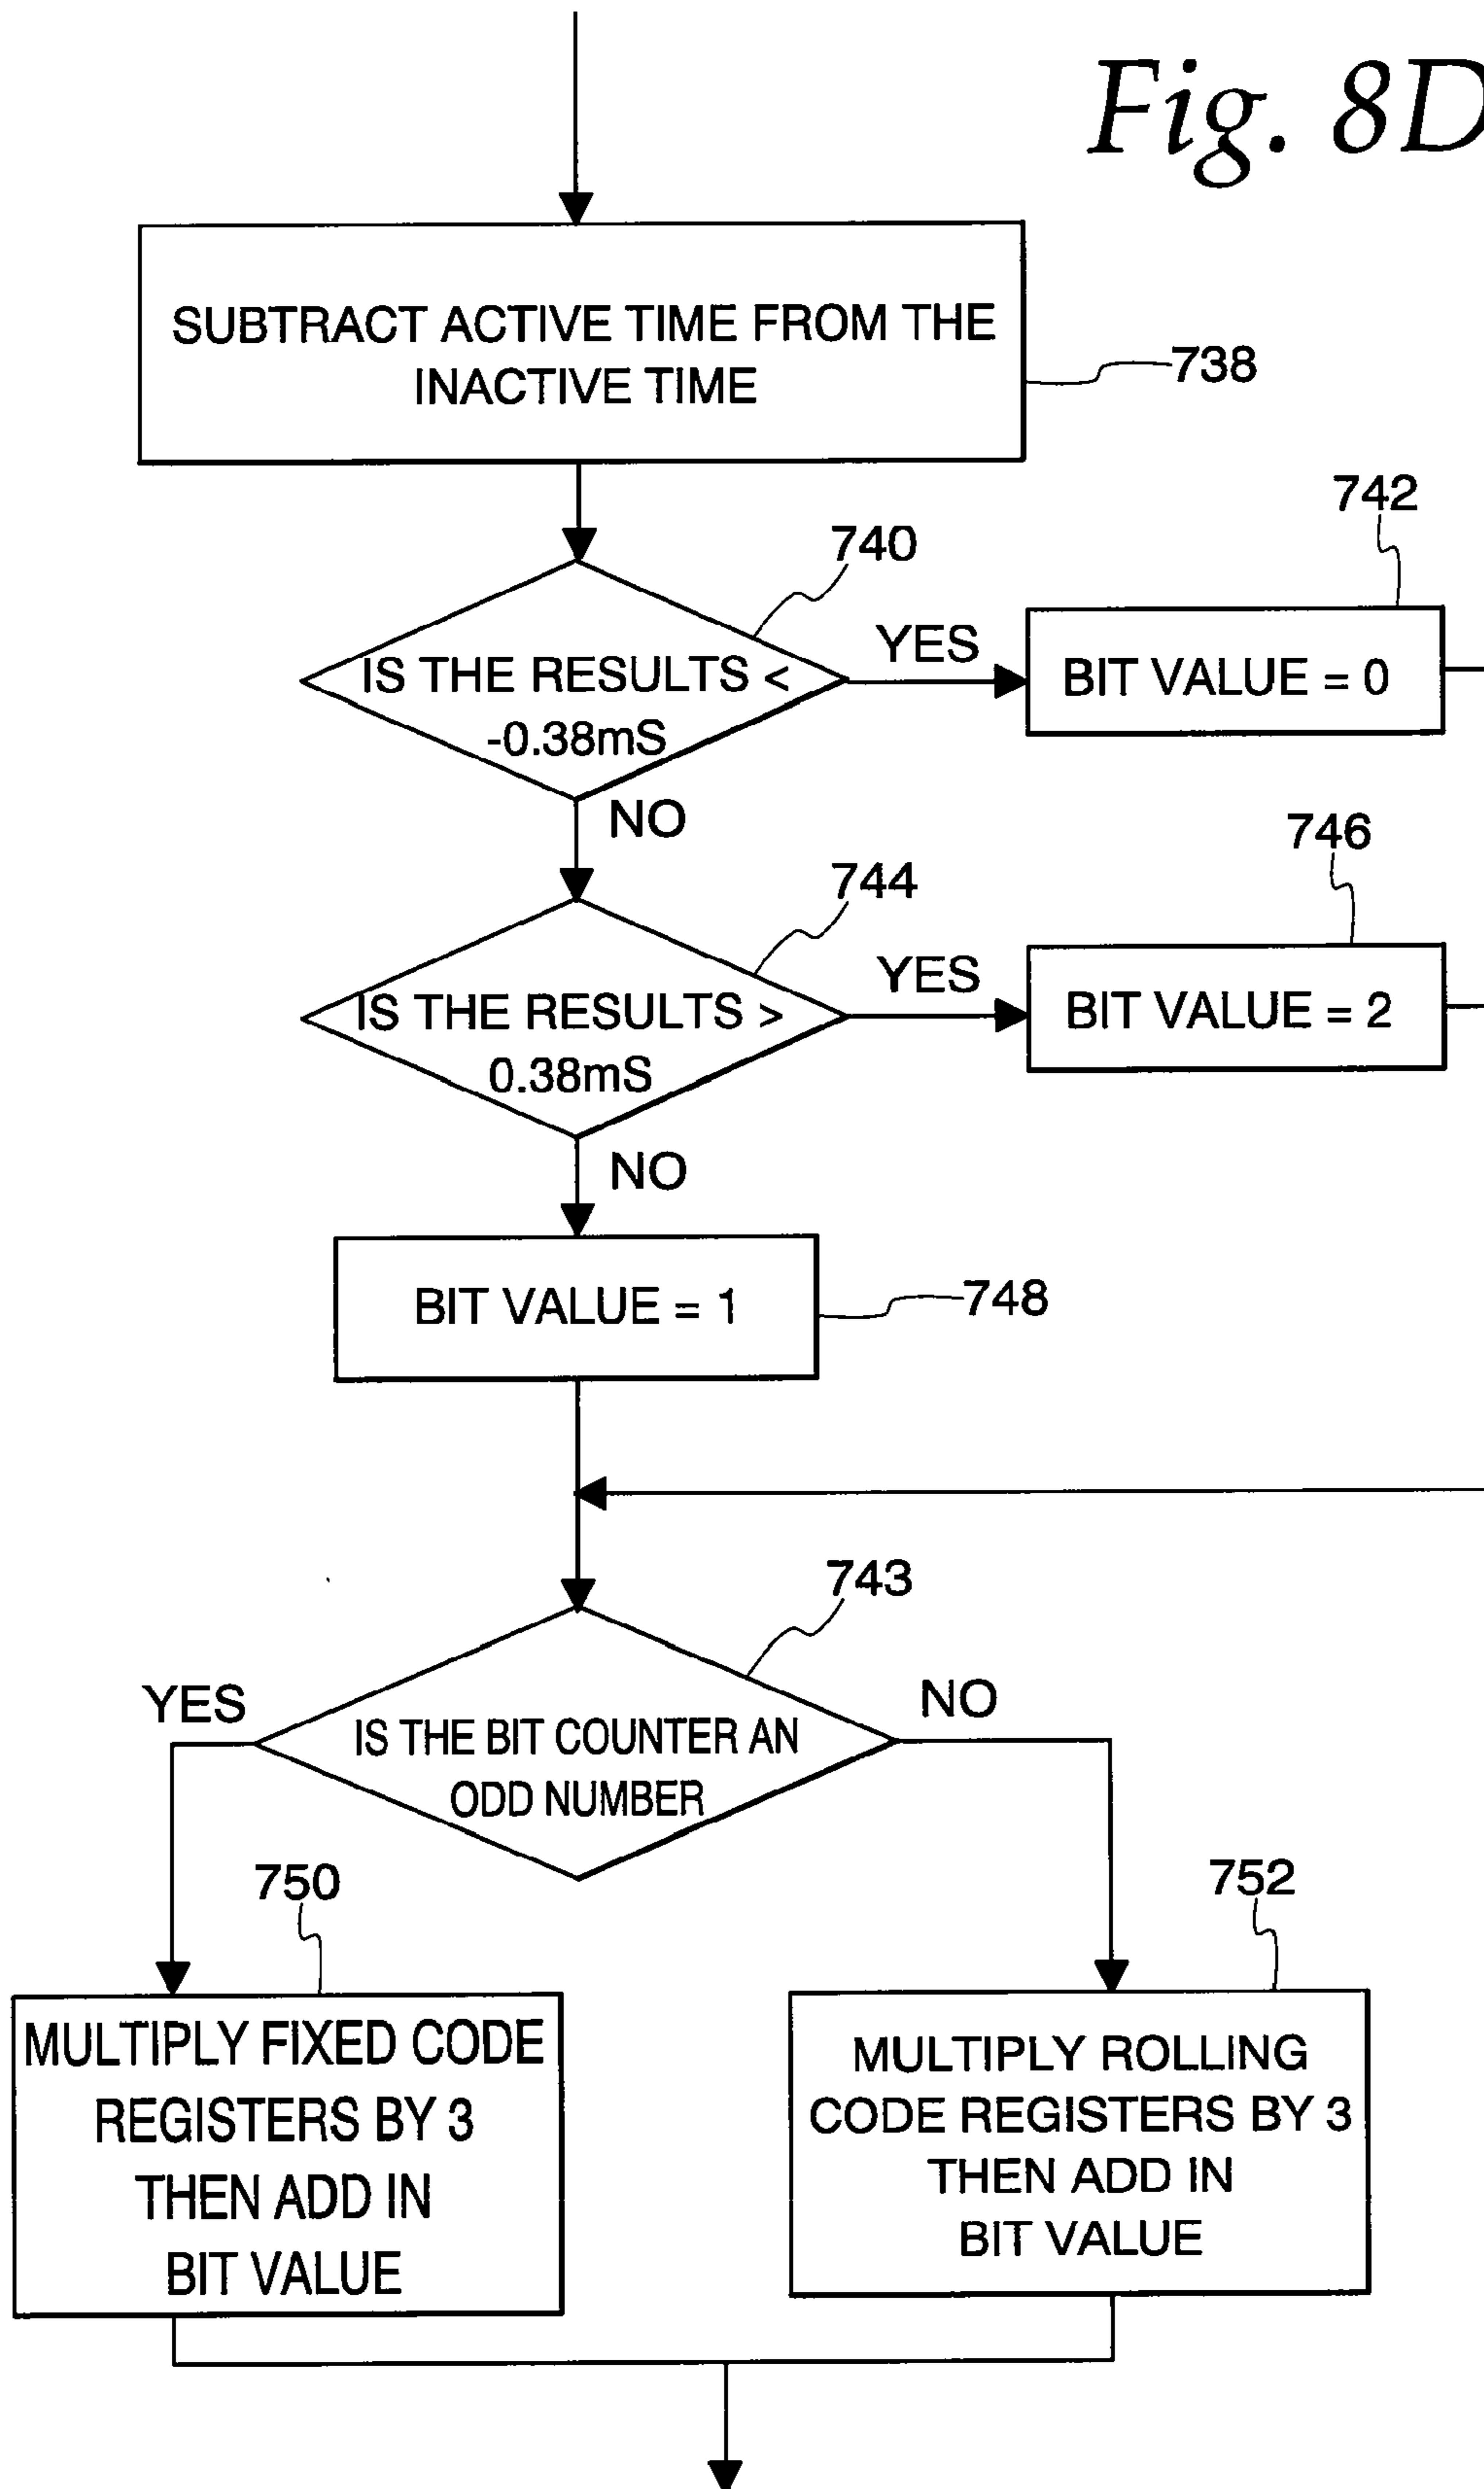 Fig. 8D
SUBTRACT ACTIVE TIME FROM THE
INACTIVE TIME
738
740
742
IS THE RESULTS <
-0.38mS
YES
BIT VALUE = 0
NO
744
746
IS THE RESULTS >
0.38mS
YES
BIT VALUE = 2
NO
BIT VALUE = 1
748
743
YES
IS THE BIT COUNTER AN
ODD NUMBER
NO
750
752
MULTIPLY FIXED CODE
REGISTERS BY 3
THEN ADD IN
BIT VALUE
MULTIPLY ROLLING
CODE REGISTERS BY 3
THEN ADD IN
BIT VALUE